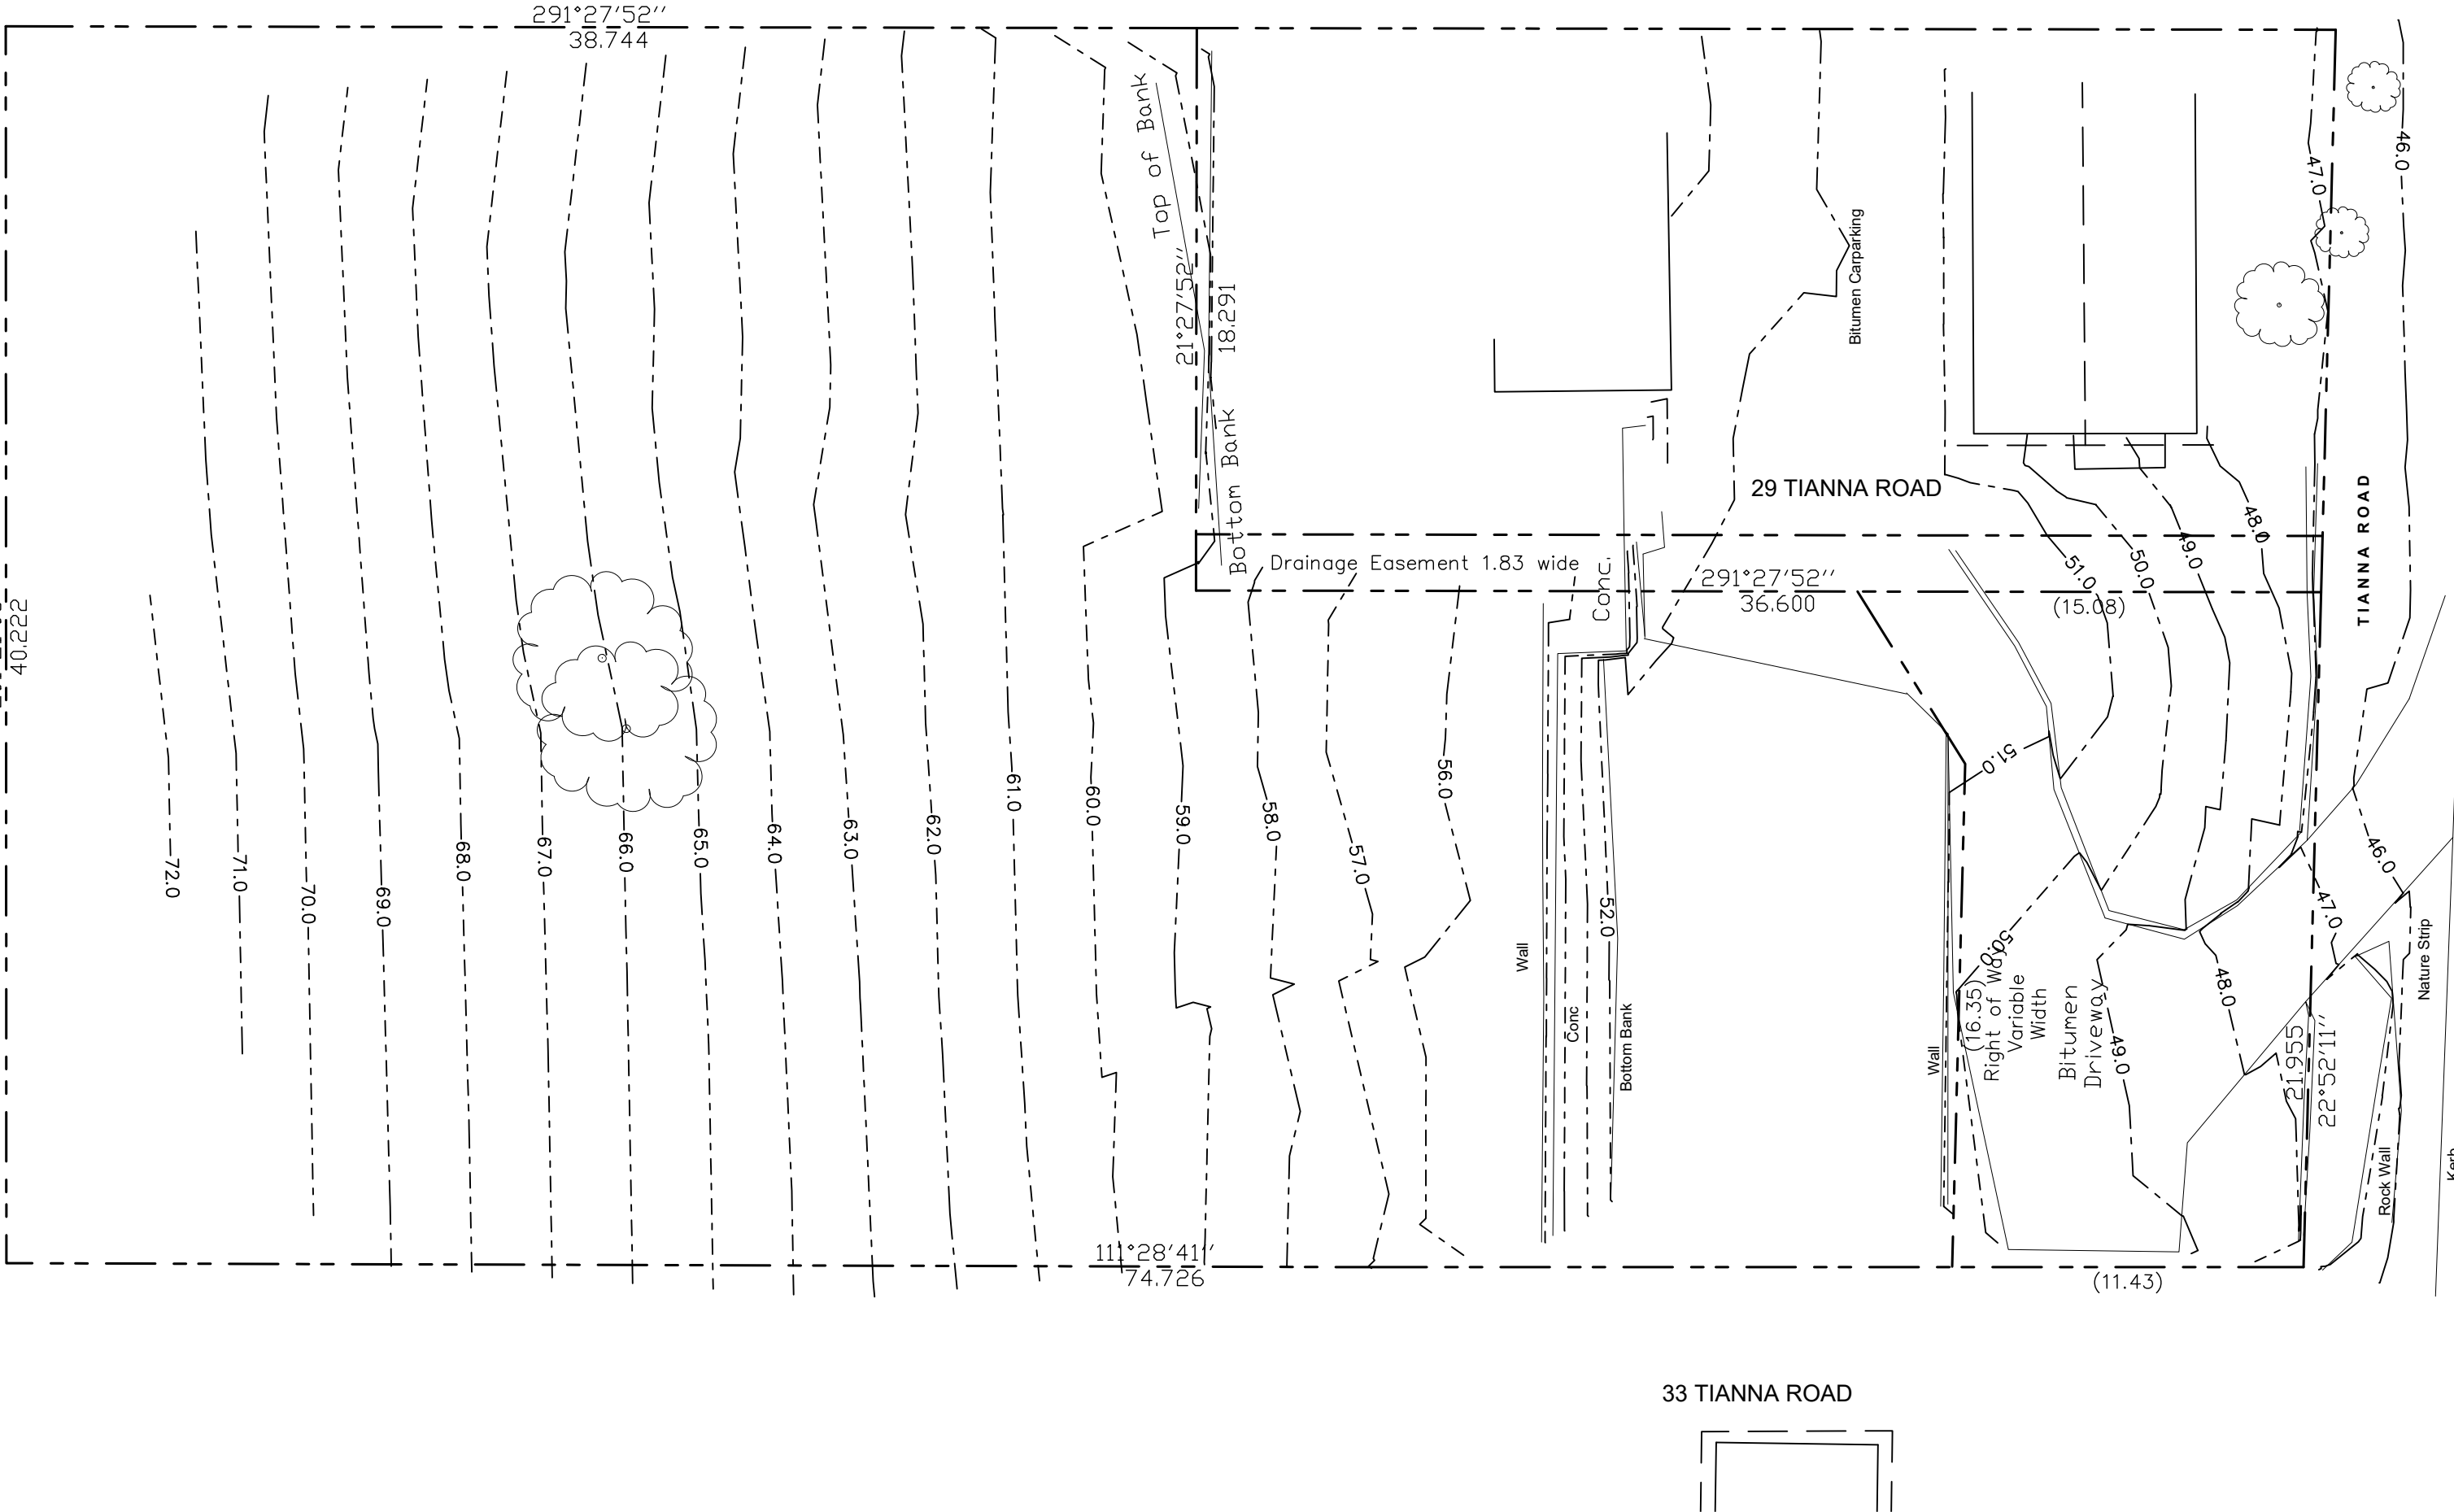 291°27'52''
38.744
Top of Bank
21°27'52''
18.291
Bottom Bank
Bitumen Carparking
47.0
46.0
29 TIANNA ROAD
TIANNA ROAD
Drainage Easement 1.83 wide
Conc.
291°27'52''
36.600
(15.08)
51.0
50.0
49.0
48.0
40.222
72.0
71.0
70.0
69.0
68.0
67.0
66.0
65.0
64.0
63.0
62.0
61.0
60.0
59.0
58.0
57.0
56.0
52.0
51.0
50.0
49.0
48.0
47.0
46.0
Wall
Conc
Bottom Bank
Wall
(16.35)
Right of Way
Variable
Width
Bitumen
Driveway
21.955
22°52'11''
Rock Wall
Nature Strip
Kerb
111°28'41''
74.726
(11.43)
33 TIANNA ROAD